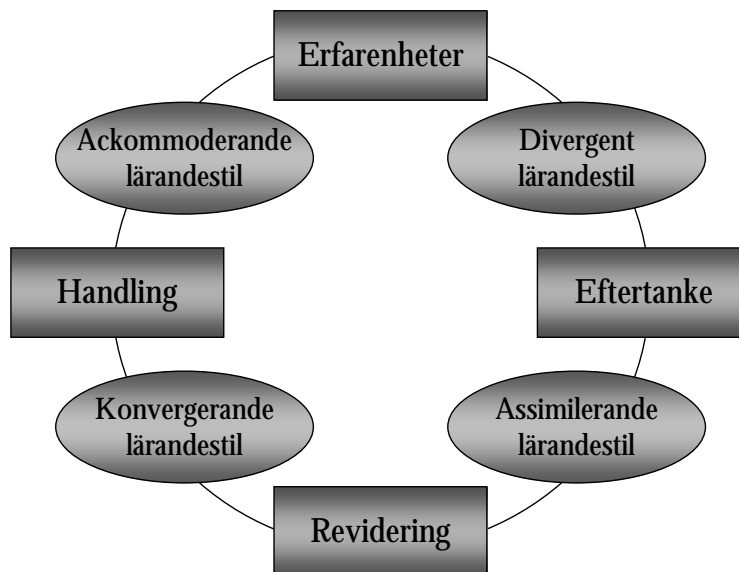 Erfarenheter
Ackommoderande
lärandestil
Divergent
lärandestil
Handling
Eftertanke
Konvergerande
lärandestil
Assimilerande
lärandestil
Revidering